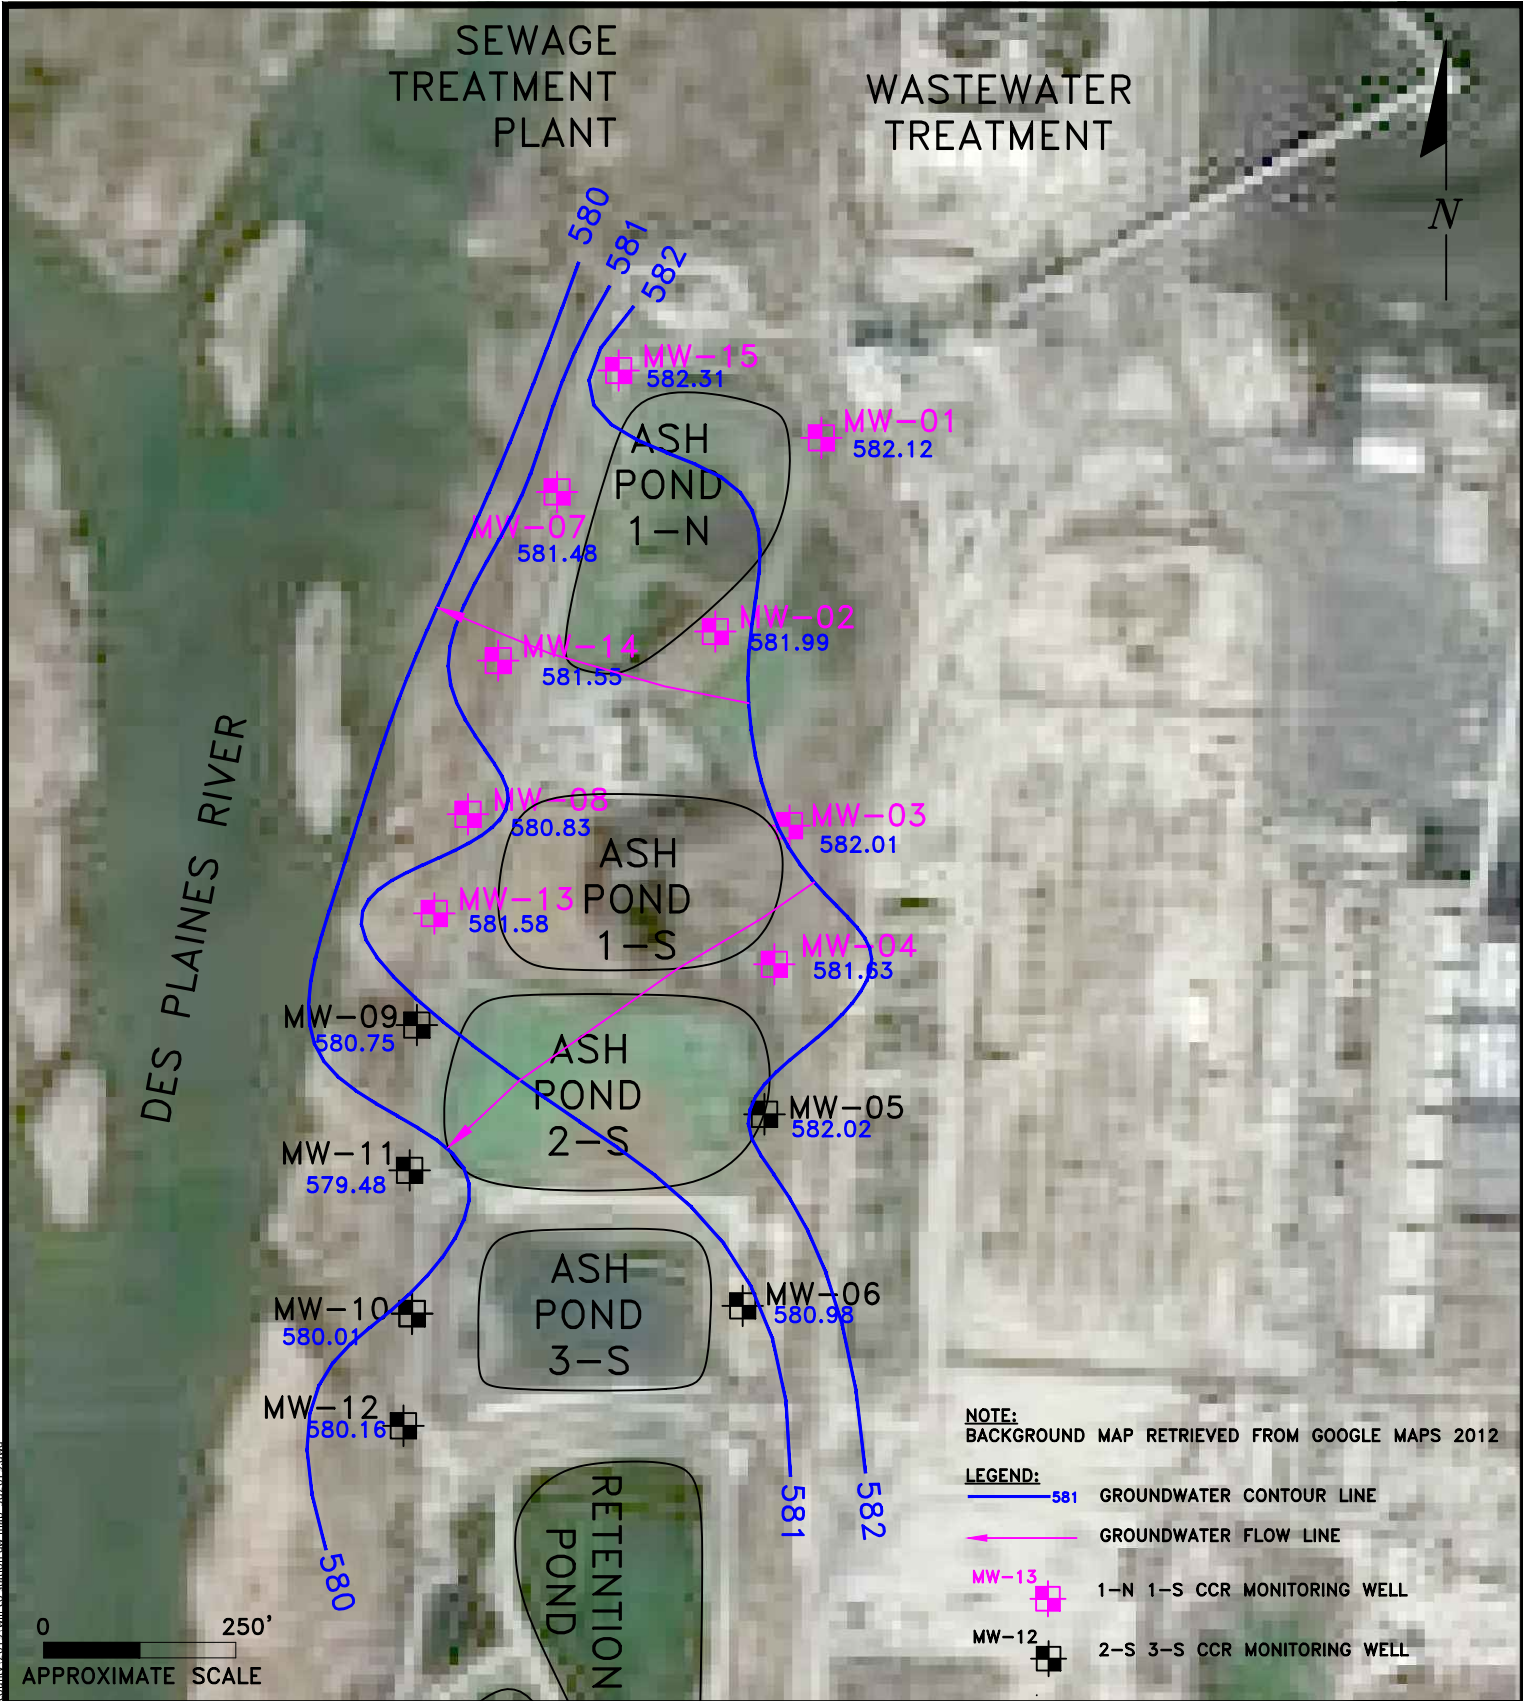 SEWAGE
TREATMENT
PLANT
WASTEWATER
TREATMENT
N
580
581
582
MW-15
582.31
MW-01
582.12
ASH
POND
1-N
MW-07
581.48
MW-02
581.99
MW-14
581.55
DES PLAINES RIVER
MW-08
580.83
MW-03
582.01
ASH
POND
1-S
MW-13
581.58
MW-04
581.63
MW-09
580.75
ASH
POND
2-S
MW-05
582.02
MW-11
579.48
ASH
POND
3-S
MW-06
580.98
MW-10
580.01
MW-12
580.16
RETENTION
POND
581
582
580
NOTE:
BACKGROUND MAP RETRIEVED FROM GOOGLE MAPS 2012
LEGEND:
581 GROUNDWATER CONTOUR LINE
GROUNDWATER FLOW LINE
MW-13
1-N 1-S CCR MONITORING WELL
MW-12
2-S 3-S CCR MONITORING WELL
0 250'
APPROXIMATE SCALE